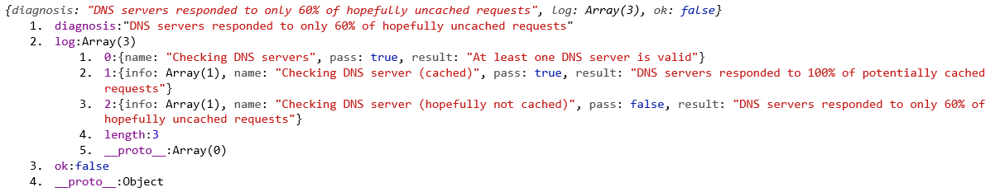 {diagnosis: "DNS servers responded to only 60% of hopefully uncached requests", log: Array(3), ok: false}
1. diagnosis:"DNS servers responded to only 60% of hopefully uncached requests"
2. log:Array(3)
1. 0:{name: "Checking DNS servers", pass: true, result: "At least one DNS server is valid"}
2. 1:{info: Array(1), name: "Checking DNS server (cached)", pass: true, result: "DNS servers responded to 100% of potentially cached
requests"}
3. 2:{info: Array(1), name: "Checking DNS server (hopefully not cached)", pass: false, result: "DNS servers responded to only 60% of
hopefully uncached requests"}
4. length:3
5. __proto__:Array(0)
3. ok:false
4. __proto__:Object